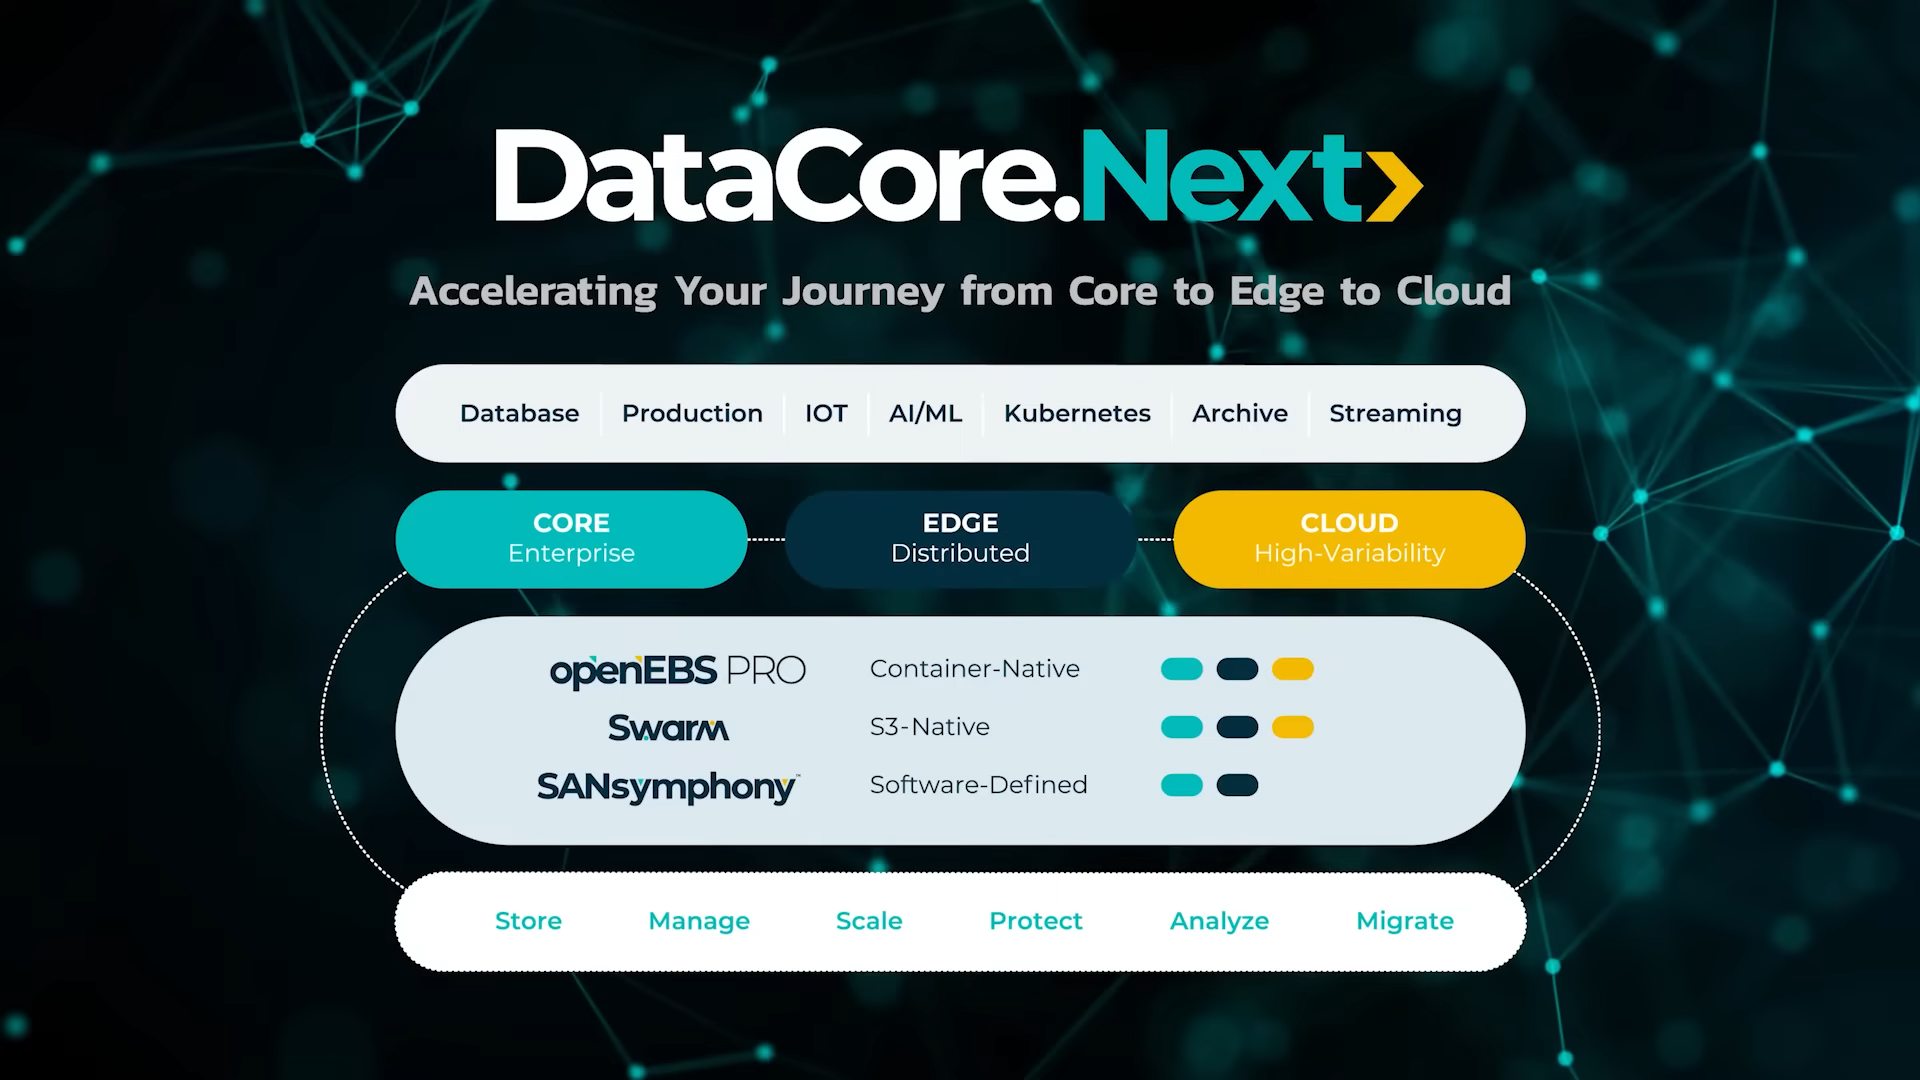 DataCore.Next
Accelerating Your Journey from Core to Edge to Cloud
Database Production IOT AI/ML Kubernetes Archive Streaming
CORE
Enterprise
EDGE
Distributed
CLOUD
High-Variability
openEBS PRO Container-Native
Swarm S3-Native
SANsymphony™ Software-Defined
Store Manage Scale Protect Analyze Migrate